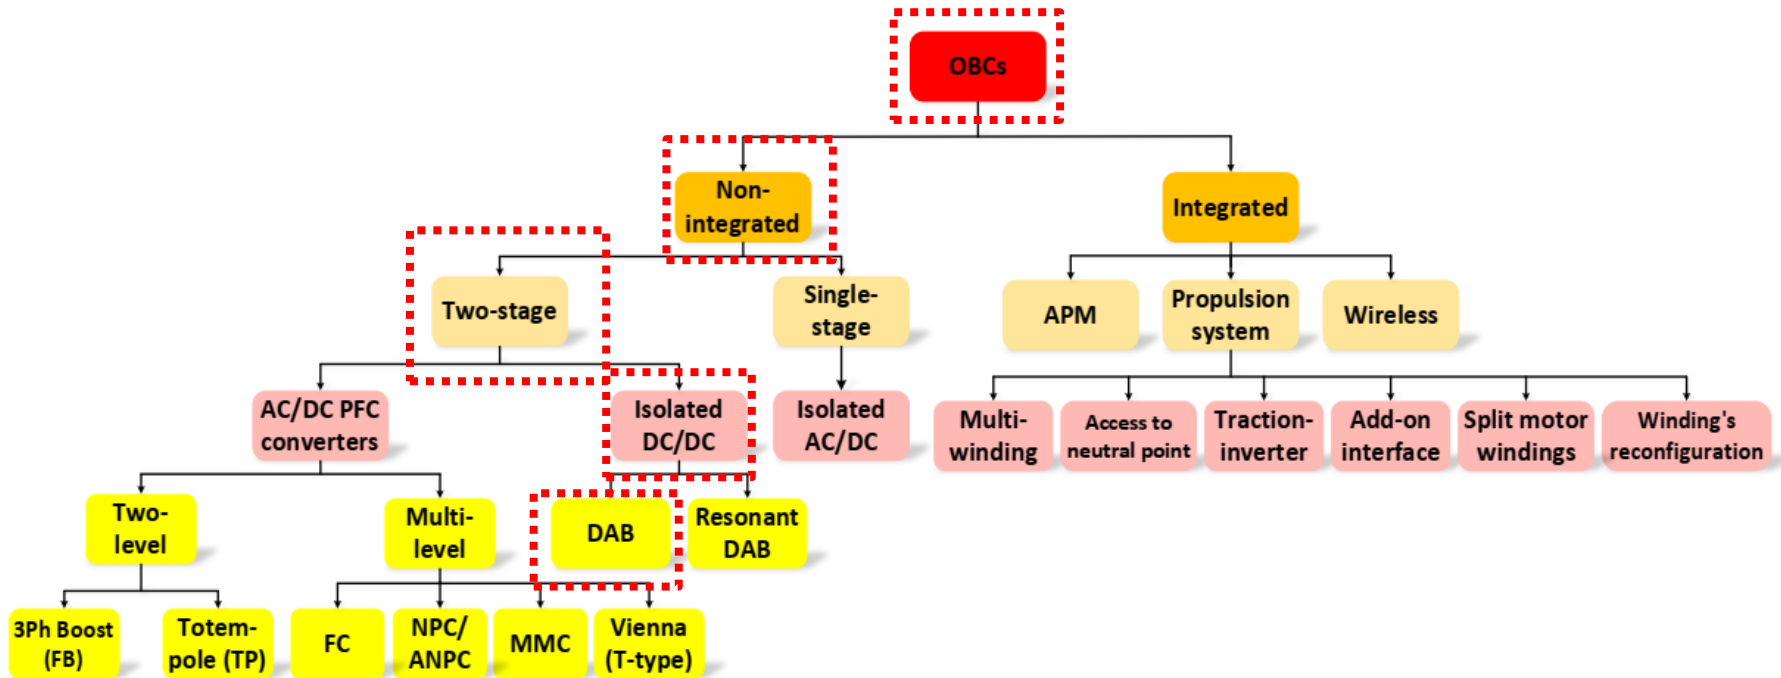 OBCs
Non-
integrated
Integrated
Two-stage
Single-
stage
APM
Propulsion
system
Wireless
AC/DC PFC
converters
Isolated
DC/DC
Isolated
AC/DC
Multi-
winding
Access to
neutral point
Traction-
inverter
Add-on
interface
Split motor
windings
Winding's
reconfiguration
Two-
level
Multi-
level
DAB
Resonant
DAB
3Ph Boost
(FB)
Totem-
pole (TP)
FC
NPC/
ANPC
MMC
Vienna
(T-type)